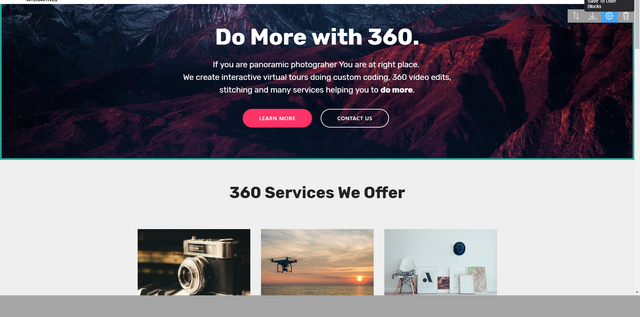 INTERACTIVES
Save To User
Blocks
Do More with 360.
If you are panoramic photograher You are at right place.
We create interactive virtual tours doing custom coding, 360 video edits,
stitching and many services helping you to do more.
LEARN MORE
CONTACT US
360 Services We Offer